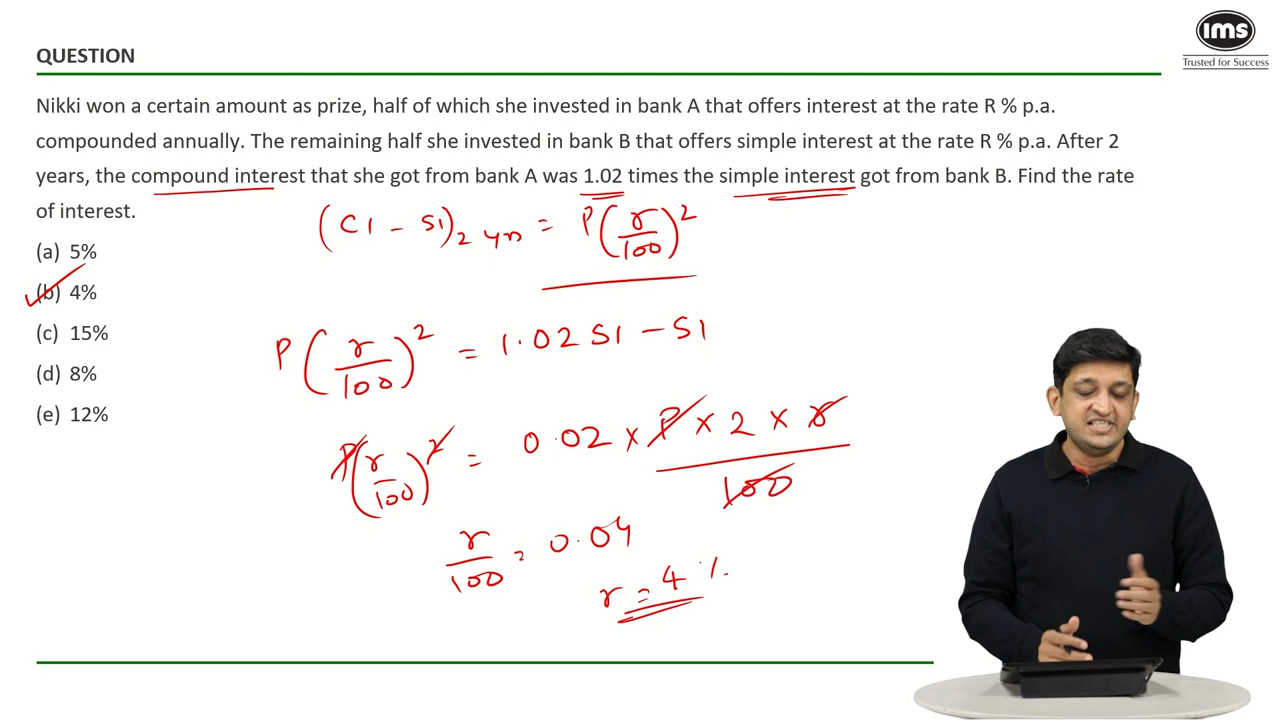 ims
Trusted for Success
QUESTION
Nikki won a certain amount as prize, half of which she invested in bank A that offers interest at the rate R % p.a.
compounded annually. The remaining half she invested in bank B that offers simple interest at the rate R % p.a. After 2
years, the compound interest that she got from bank A was 1.02 times the simple interest got from bank B. Find the rate
of interest.
(CI - SI)2 yrs = P(r/100)^2
(a) 5%
(b) 4%
(c) 15%
(d) 8%
(e) 12%
P(r/100)^2 = 1.02 SI - SI
P(r/100)^2 = 0.02 × P × 2 × r / 100
r/100 = 0.04
r = 4 %